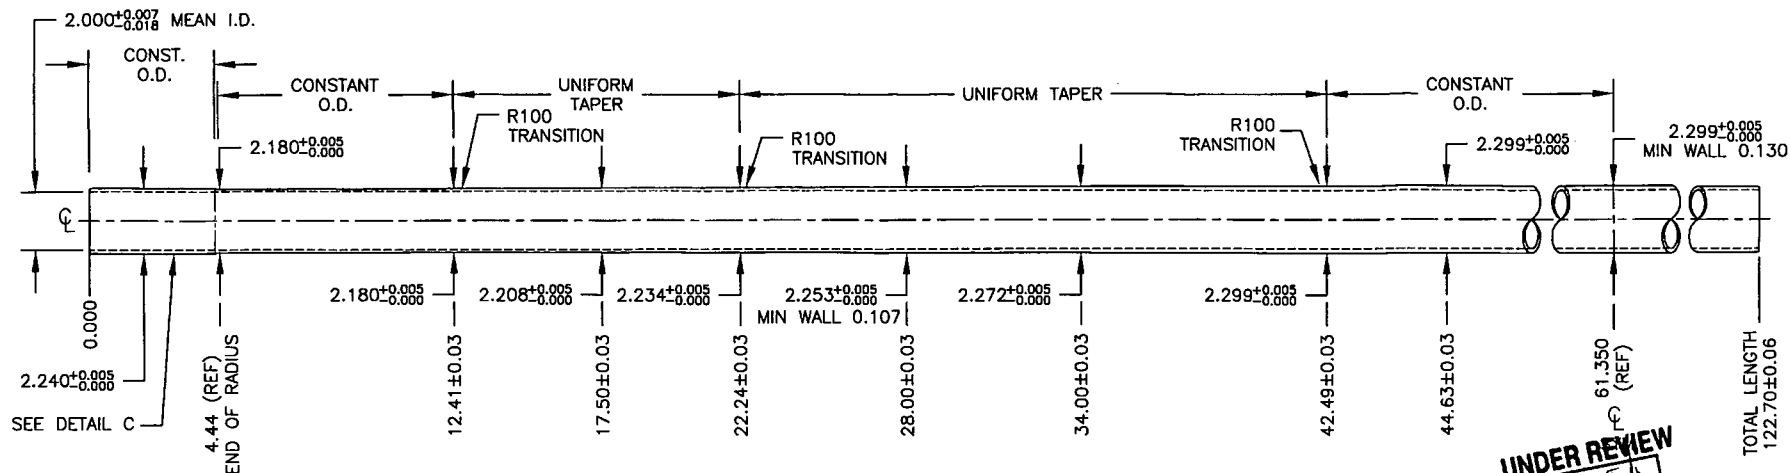 2.000+0.007 -0.018 MEAN I.D.
CONST.
O.D.
CONSTANT
O.D.
UNIFORM
TAPER
UNIFORM TAPER
CONSTANT
O.D.
R100
TRANSITION
R100
TRANSITION
R100
TRANSITION
2.180+0.005 -0.000
2.299+0.005 -0.000
2.299+0.005 -0.000
MIN WALL 0.130
℄
2.180+0.005 -0.000
2.208+0.005 -0.000
2.234+0.005 -0.000
2.253+0.005 -0.000
MIN WALL 0.107
2.272+0.005 -0.000
2.299+0.005 -0.000
2.240+0.005 -0.000
SEE DETAIL C
0.000
4.44 (REF)
END OF RADIUS
12.41±0.03
17.50±0.03
22.24±0.03
28.00±0.03
34.00±0.03
42.49±0.03
44.63±0.03
℄ 61.350
(REF)
TOTAL LENGTH
122.70±0.06
UNDER REVIEW